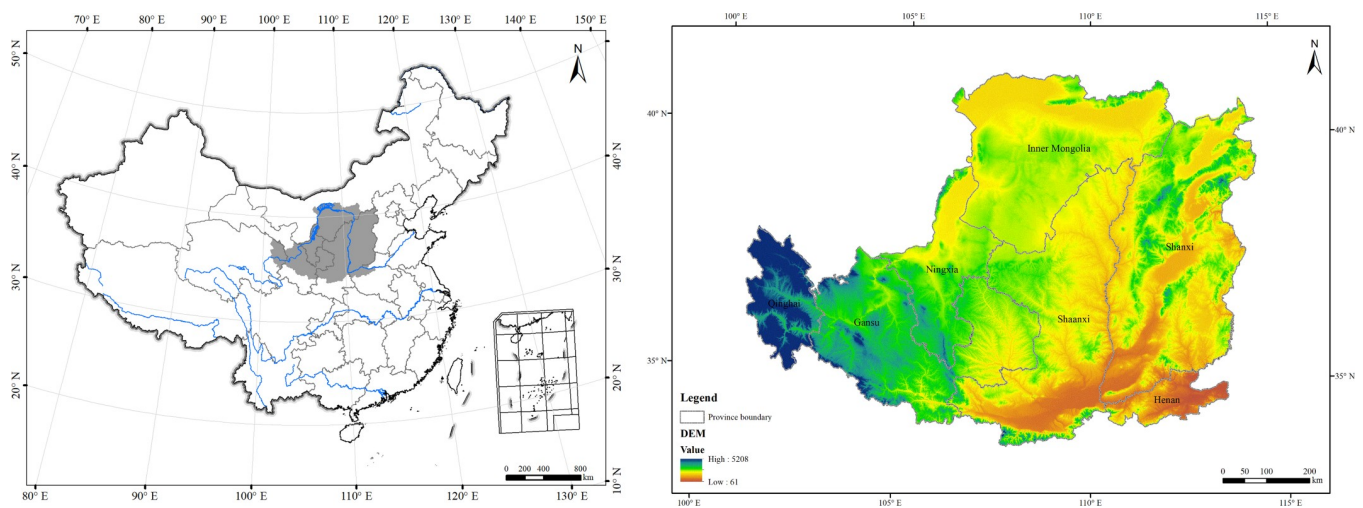 70° E 80° E 90° E 100° E 110° E 120° E 130° E 140° E 150° E
50° N
40° N
30° N
20° N
50° N
40° N
30° N
20° N
10° N
N
0 200 400 800
km
80° E 90° E 100° E 110° E 120° E 130° E
100° E 105° E 110° E 115° E
40° N
35° N
40° N
35° N
N
Inner Mongolia
Shanxi
Ningxia
Qinghai
Gansu
Shaanxi
Henan
Legend
Province boundary
DEM
Value
High : 5208
Low : 61
0 50 100 200
km
100° E 105° E 110° E 115° E